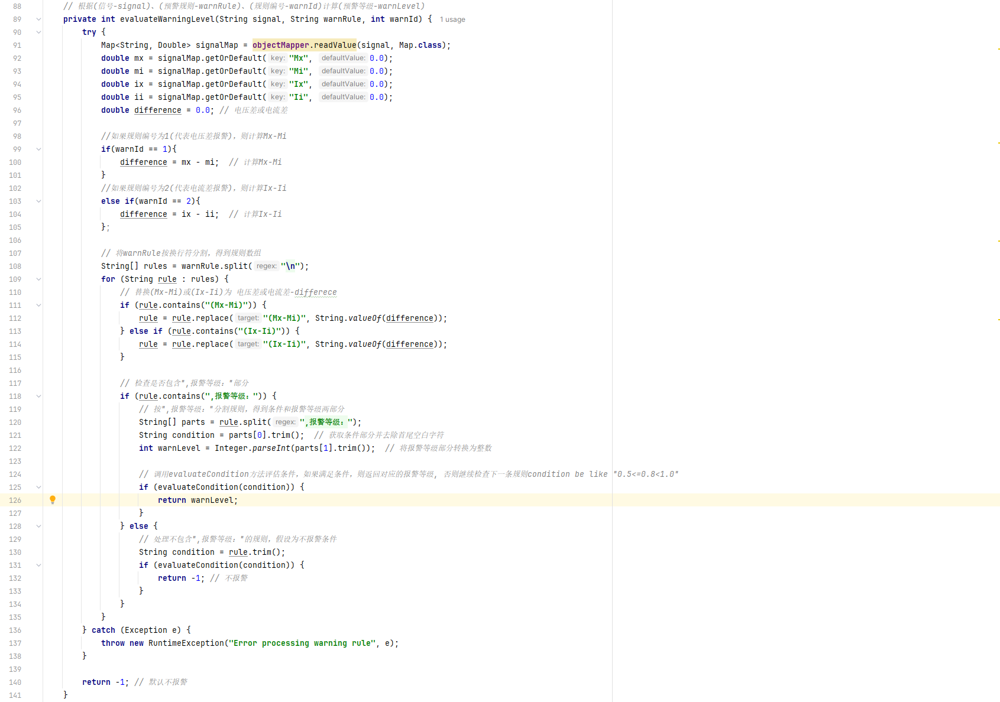 88 // 根据(信号-signal)、(预警规则-warnRule)、(规则编号-warnId)计算(预警等级-warnLevel)
89 private int evaluateWarningLevel(String signal, String warnRule, int warnId) { 1 usage
90 try {
91 Map<String, Double> signalMap = objectMapper.readValue(signal, Map.class);
92 double mx = signalMap.getOrDefault( key: "Mx", defaultValue: 0.0);
93 double mi = signalMap.getOrDefault( key: "Mi", defaultValue: 0.0);
94 double ix = signalMap.getOrDefault( key: "Ix", defaultValue: 0.0);
95 double ii = signalMap.getOrDefault( key: "Ii", defaultValue: 0.0);
96 double difference = 0.0; // 电压差或电流差
97
98 //如果规则编号为1(代表电压差报警)，则计算Mx-Mi
99 if(warnId == 1){
100 difference = mx - mi; // 计算Mx-Mi
101 }
102 //如果规则编号为2(代表电流差报警)，则计算Ix-Ii
103 else if(warnId == 2){
104 difference = ix - ii; // 计算Ix-Ii
105 };
106
107 // 将warnRule按换行符分割，得到规则数组
108 String[] rules = warnRule.split( regex: "\n");
109 for (String rule : rules) {
110 // 替换(Mx-Mi)或(Ix-Ii)为 电压差或电流差-differece
111 if (rule.contains("(Mx-Mi)")) {
112 rule = rule.replace( target: "(Mx-Mi)", String.valueOf(difference));
113 } else if (rule.contains("(Ix-Ii)")) {
114 rule = rule.replace( target: "(Ix-Ii)", String.valueOf(difference));
115 }
116
117 // 检查是否包含",报警等级："部分
118 if (rule.contains(",报警等级：")) {
119 // 按",报警等级："分割规则，得到条件和报警等级两部分
120 String[] parts = rule.split( regex: ",报警等级：");
121 String condition = parts[0].trim(); // 获取条件部分并去除首尾空白字符
122 int warnLevel = Integer.parseInt(parts[1].trim()); // 将报警等级部分转换为整数
123
124 // 调用evaluateCondition方法评估条件，如果满足条件，则返回对应的报警等级, 否则继续检查下一条规则condition be like "0.5<=0.8<1.0"
125 if (evaluateCondition(condition)) {
126 return warnLevel;
127 }
128 } else {
129 // 处理不包含",报警等级："的规则，假设为不报警条件
130 String condition = rule.trim();
131 if (evaluateCondition(condition)) {
132 return -1; // 不报警
133 }
134 }
135 }
136 } catch (Exception e) {
137 throw new RuntimeException("Error processing warning rule", e);
138 }
139
140 return -1; // 默认不报警
141 }